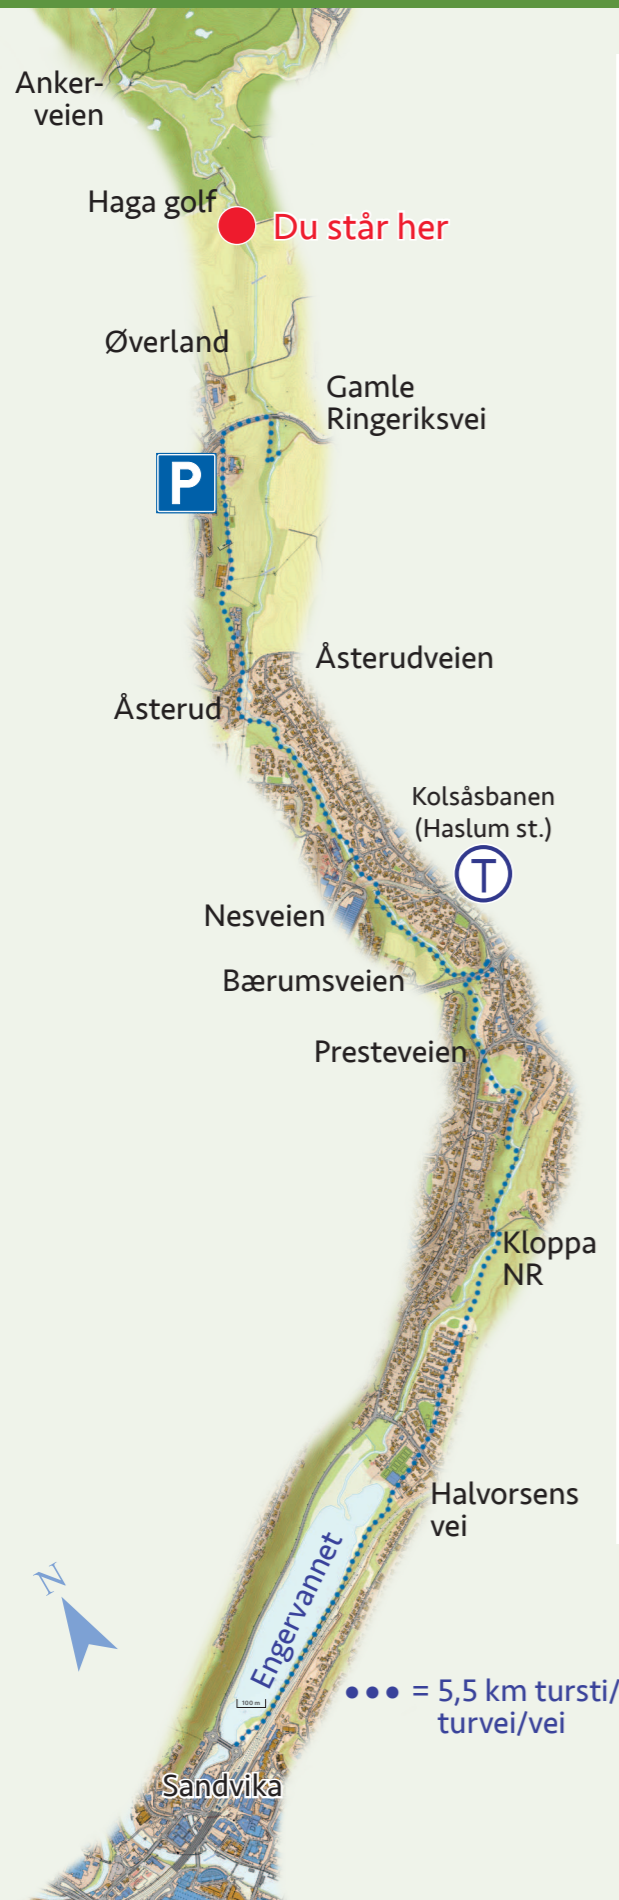 Anker-
veien
Haga golf
Du står her
Øverland
Gamle
Ringeriksvei
P
Åsterudveien
Åsterud
Kolsåsbanen
(Haslum st.)
T
Nesveien
Bærumsveien
Presteveien
Kloppa
NR
Halvorsens
vei
N
Engervannet
••• = 5,5 km tursti/
turvei/vei
100 m
Sandvika